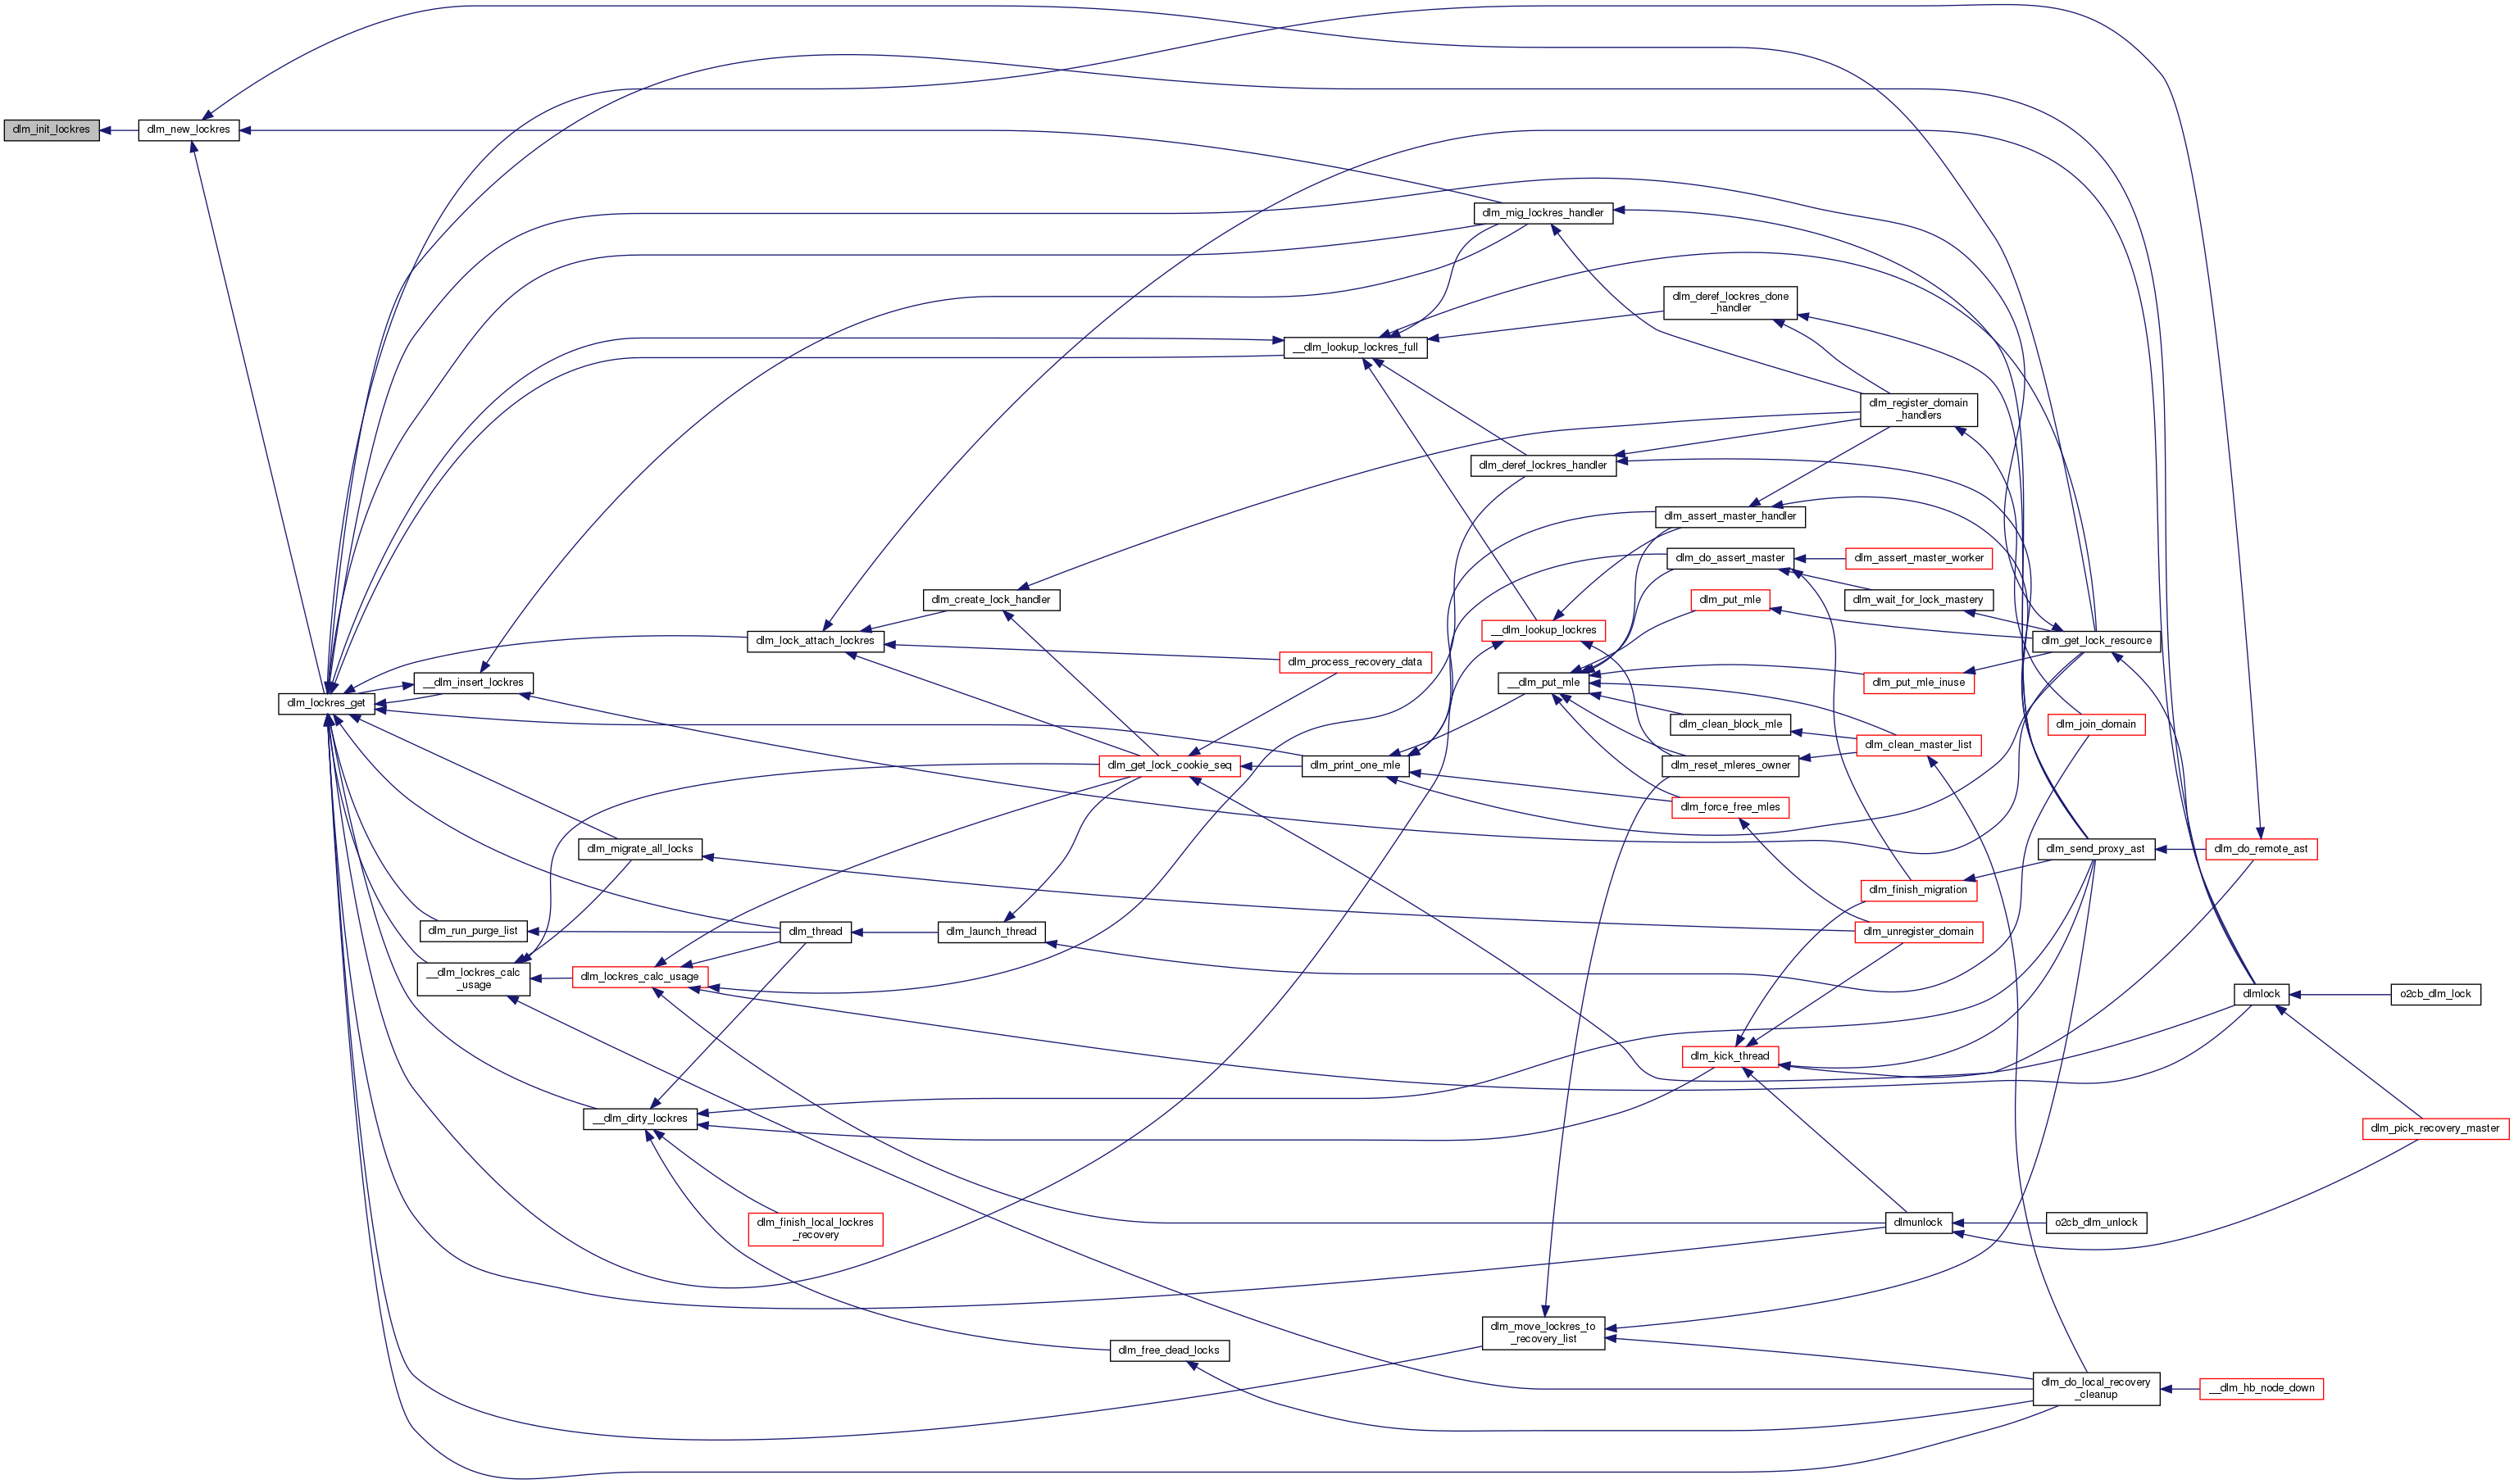 dlm_init_lockres
dlm_new_lockres
dlm_lockres_get
__dlm_insert_lockres
dlm_run_purge_list
__dlm_lockres_calc
_usage
dlm_migrate_all_locks
dlm_lockres_calc_usage
__dlm_dirty_lockres
dlm_lock_attach_lockres
dlm_thread
dlm_finish_local_lockres
_recovery
dlm_create_lock_handler
dlm_launch_thread
dlm_get_lock_cookie_seq
dlm_free_dead_locks
__dlm_lookup_lockres_full
dlm_print_one_mle
dlm_mig_lockres_handler
dlm_deref_lockres_handler
__dlm_lookup_lockres
dlm_process_recovery_data
__dlm_put_mle
dlm_move_lockres_to
_recovery_list
dlm_deref_lockres_done
_handler
dlm_assert_master_handler
dlm_do_assert_master
dlm_put_mle
dlm_clean_block_mle
dlm_reset_mleres_owner
dlm_force_free_mles
dlm_kick_thread
dlm_register_domain
_handlers
dlm_assert_master_worker
dlm_wait_for_lock_mastery
dlm_put_mle_inuse
dlm_clean_master_list
dlm_finish_migration
dlm_unregister_domain
dlmunlock
dlm_get_lock_resource
dlm_join_domain
dlm_send_proxy_ast
o2cb_dlm_unlock
dlm_do_local_recovery
_cleanup
dlm_do_remote_ast
dlmlock
__dlm_hb_node_down
o2cb_dlm_lock
dlm_pick_recovery_master